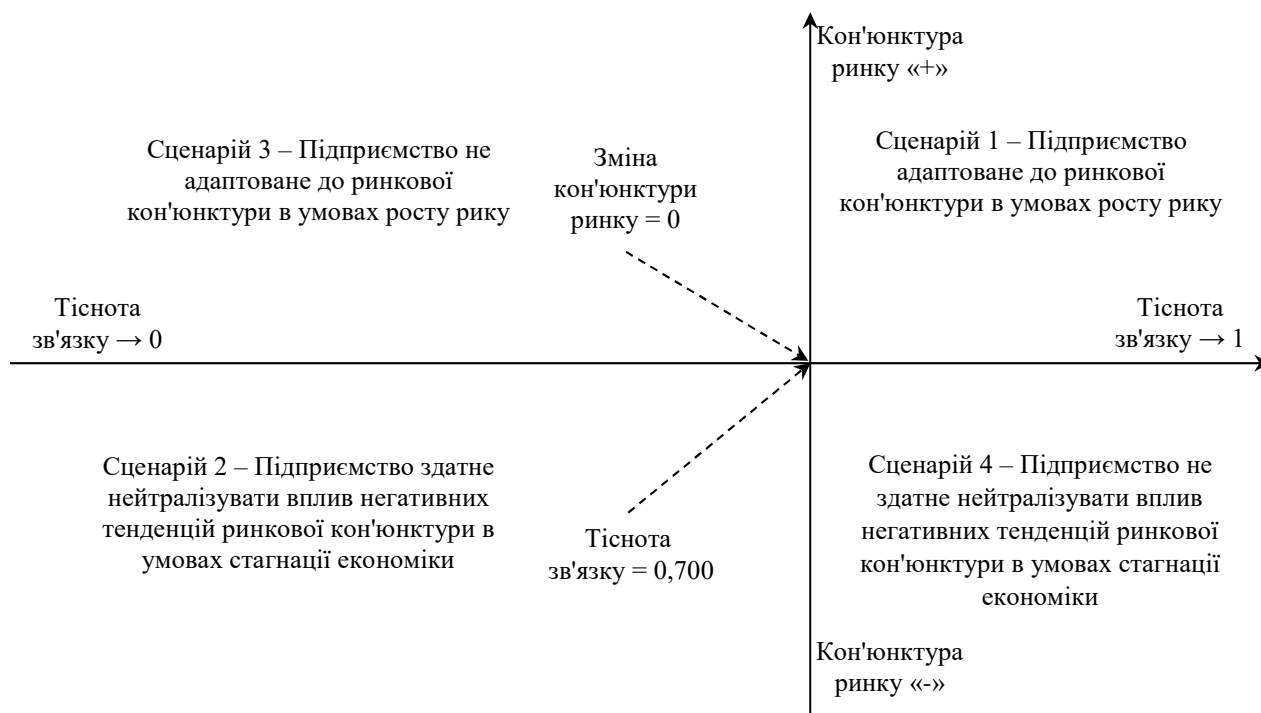 Кон'юнктура
ринку «+»
Сценарій 3 – Підприємство не
адаптоване до ринкової
кон'юнктури в умовах росту рику
Зміна
кон'юнктури
ринку = 0
Сценарій 1 – Підприємство
адаптоване до ринкової
кон'юнктури в умовах росту рику
Тіснота
зв'язку → 0
Тіснота
зв'язку → 1
Сценарій 2 – Підприємство здатне
нейтралізувати вплив негативних
тенденцій ринкової кон'юнктури в
умовах стагнації економіки
Тіснота
зв'язку = 0,700
Сценарій 4 – Підприємство не
здатне нейтралізувати вплив
негативних тенденцій ринкової
кон'юнктури в умовах стагнації
економіки
Кон'юнктура
ринку «-»